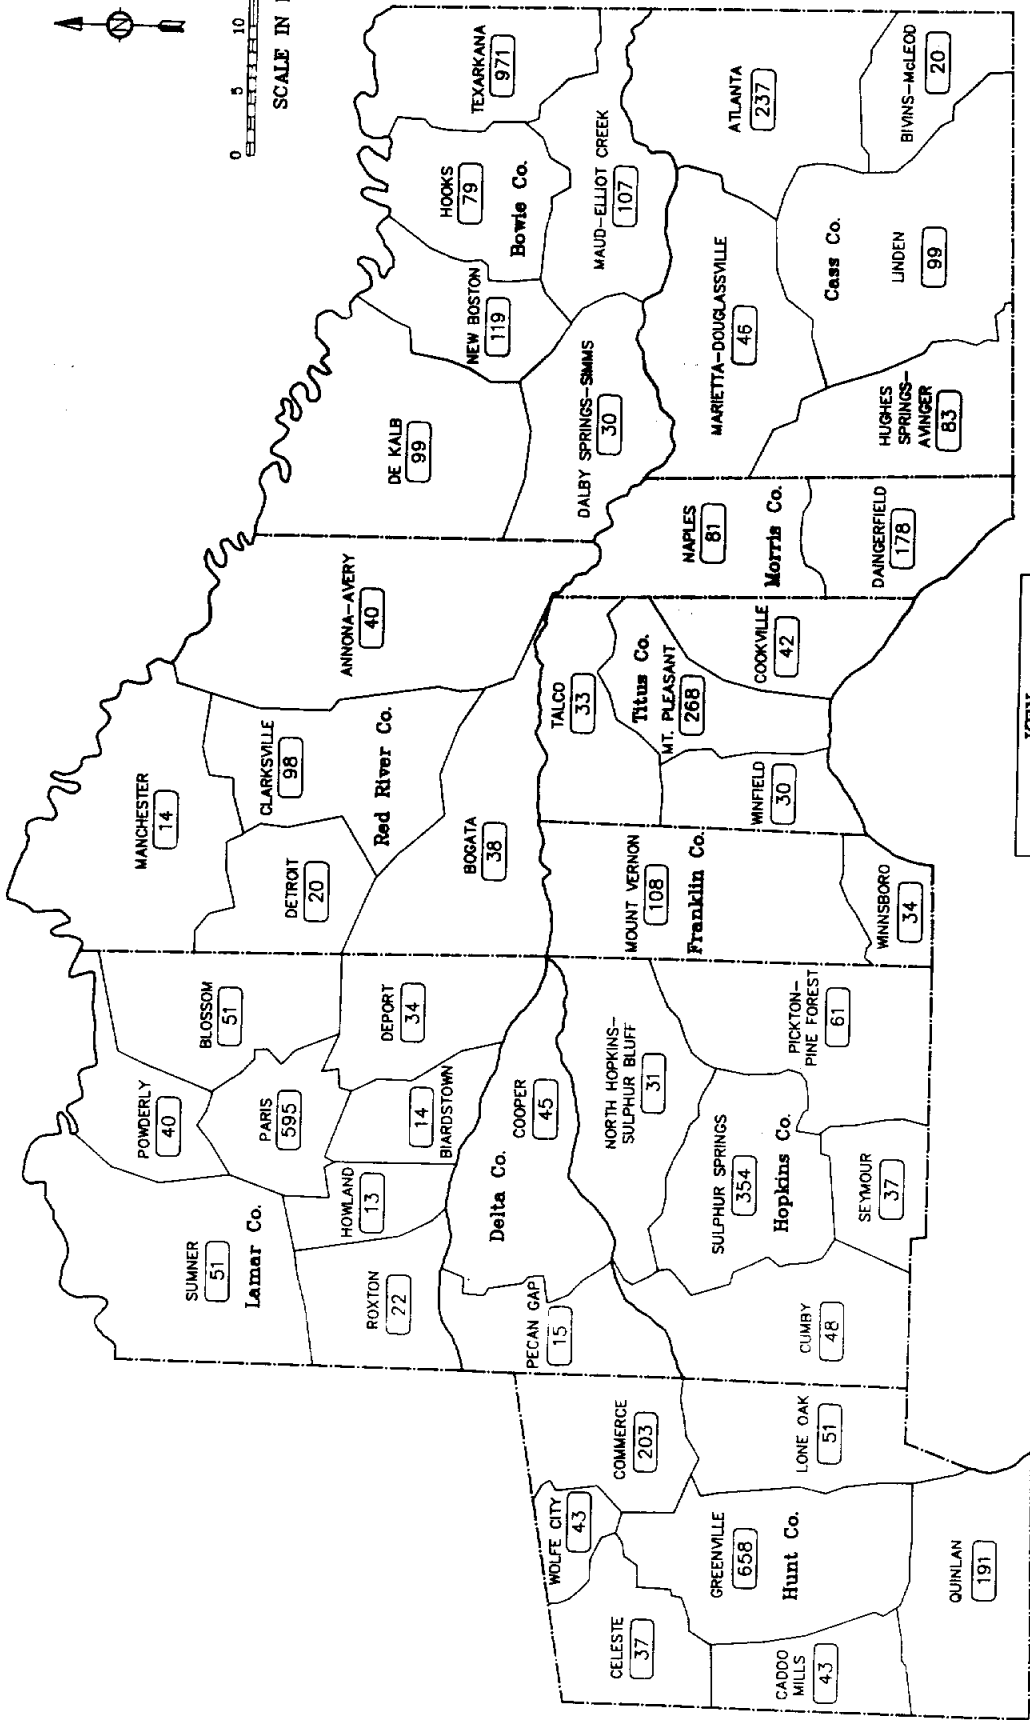 N
0 5 10
SCALE IN
TEXARKANA
971
HOOKS
79
Bowie Co.
MAUD-ELLIOT CREEK
107
NEW BOSTON
119
DE KALB
99
DALBY SPRINGS-SIMMS
30
ATLANTA
237
BIVINS-McLEOD
20
MARIETTA-DOUGLASSVILLE
46
Cass Co.
LINDEN
99
HUGHES
SPRINGS-
AVINGER
83
NAPLES
81
Morris Co.
DAINGERFIELD
178
ANNONA-AVERY
40
MANCHESTER
14
CLARKSVILLE
98
Red River Co.
DETROIT
20
BOGATA
38
TALCO
33
Titus Co.
MT. PLEASANT
268
COOKVILLE
42
WINFIELD
30
MOUNT VERNON
108
Franklin Co.
WINNSBORO
34
BLOSSOM
51
POWDERLY
40
PARIS
595
DEPORT
34
14
BIARDSTOWN
HOWLAND
13
SUMNER
51
Lamar Co.
ROXTON
22
COOPER
45
Delta Co.
PECAN GAP
15
NORTH HOPKINS-
SULPHUR BLUFF
31
SULPHUR SPRINGS
354
Hopkins Co.
PICKTON-
PINE FOREST
61
SEYMOUR
37
CUMBY
48
COMMERCE
203
LONE OAK
51
WOLFE CITY
43
GREENVILLE
658
Hunt Co.
CELESTE
37
CADDO
MILLS
43
QUINLAN
191